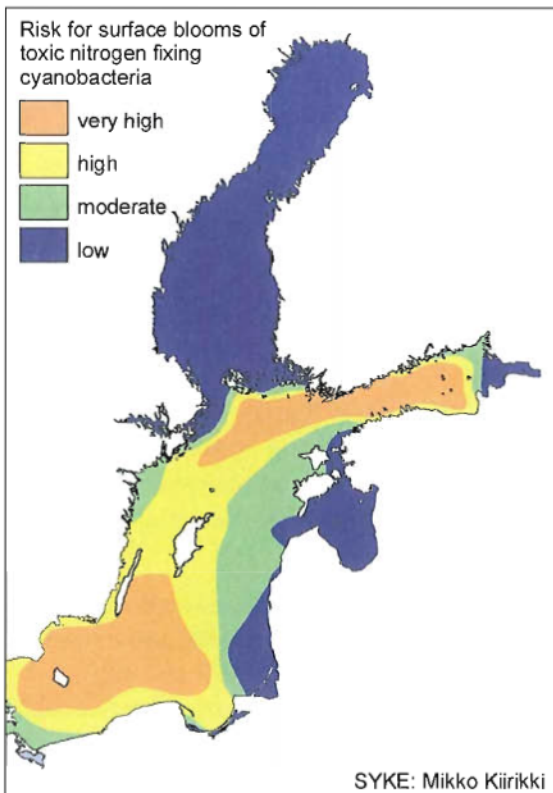 Risk for surface blooms of
toxic nitrogen fixing
cyanobacteria
very high
high
moderate
low
SYKE: Mikko Kiirikki